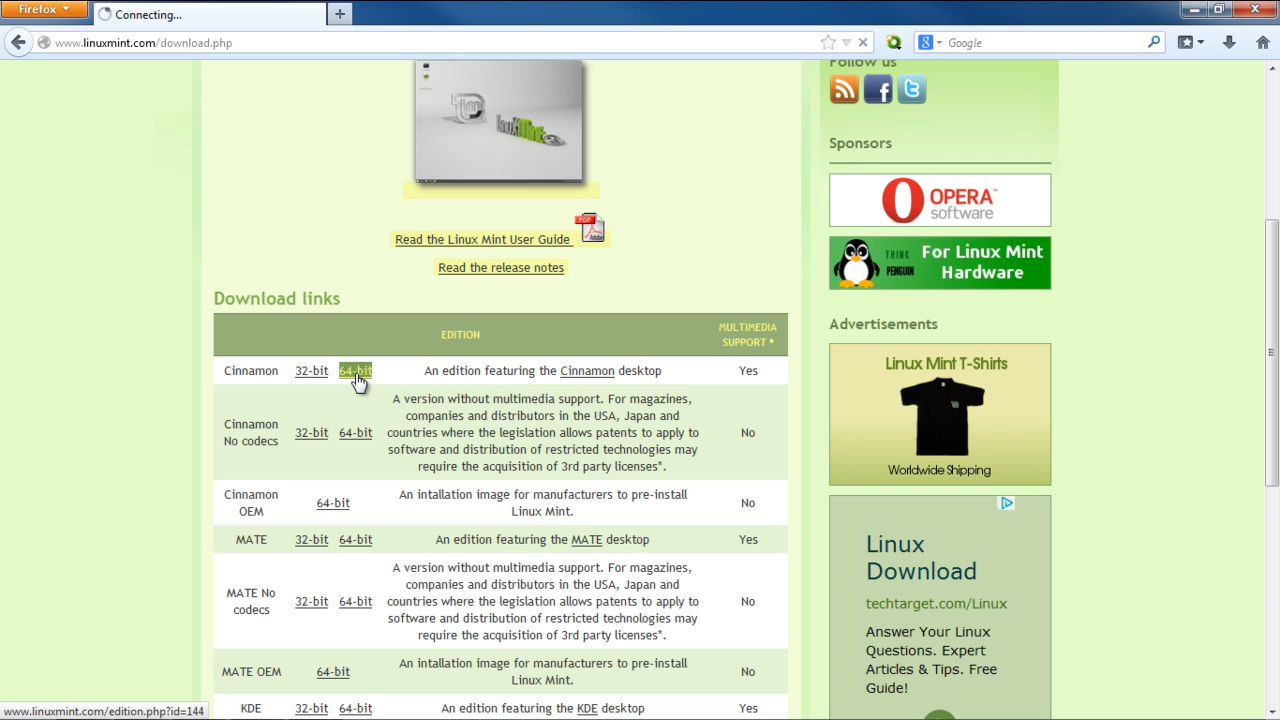 Firefox
Connecting...
www.linuxmint.com/download.php
Google
Follow us
linuxMint
Sponsors
OPERA™
software
THINK
PENGUIN
For Linux Mint
Hardware
PDF
Adobe
Read the Linux Mint User Guide
Read the release notes
Download links
EDITION
MULTIMEDIA
SUPPORT *
Cinnamon 32-bit 64-bit An edition featuring the Cinnamon desktop Yes
A version without multimedia support. For magazines,
companies and distributors in the USA, Japan and
Cinnamon
No codecs
32-bit 64-bit countries where the legislation allows patents to apply to No
software and distribution of restricted technologies may
require the acquisition of 3rd party licenses*.
Cinnamon
OEM
64-bit
An intallation image for manufacturers to pre-install
Linux Mint.
No
MATE 32-bit 64-bit An edition featuring the MATE desktop Yes
A version without multimedia support. For magazines,
companies and distributors in the USA, Japan and
MATE No
codecs
32-bit 64-bit countries where the legislation allows patents to apply to No
software and distribution of restricted technologies may
require the acquisition of 3rd party licenses*.
MATE OEM 64-bit
An intallation image for manufacturers to pre-install
Linux Mint.
No
KDE 32-bit 64-bit An edition featuring the KDE desktop Yes
Advertisements
Linux Mint T-Shirts
Worldwide Shipping
Linux
Download
techtarget.com/Linux
Answer Your Linux
Questions. Expert
Articles & Tips. Free
Guide!
www.linuxmint.com/edition.php?id=144